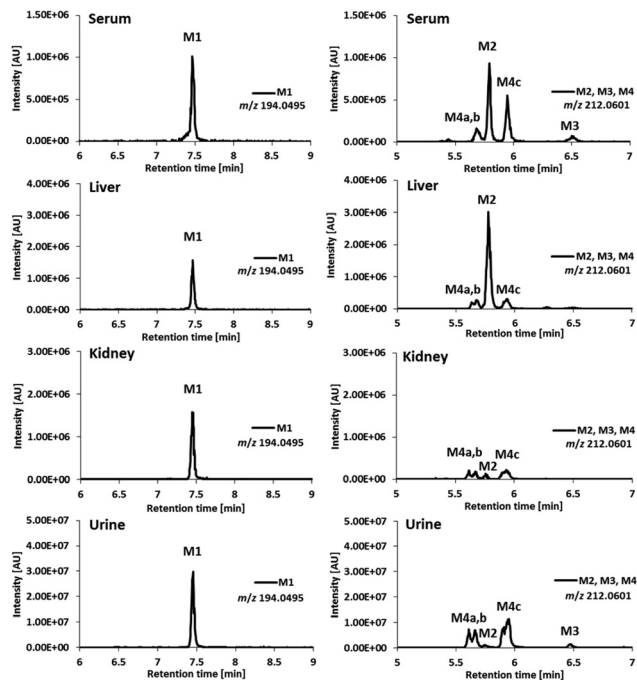 Serum
Intensity [AU]
1.50E+06
1.00E+06
5.00E+05
0.00E+00
M1
M1
m/z 194.0495
6 6.5 7 7.5 8 8.5 9
Retention time [min]
Serum
Intensity [AU]
1.50E+06
1.00E+06
5.00E+05
0.00E+00
M2
M4c
M4a,b
M3
M2, M3, M4
m/z 212.0601
5 5.5 6 6.5 7
Retention time [min]
Liver
Intensity [AU]
4.00E+06
3.00E+06
2.00E+06
1.00E+06
0.00E+00
M1
M1
m/z 194.0495
6 6.5 7 7.5 8 8.5 9
Retention time [min]
Liver
Intensity [AU]
4.00E+06
3.00E+06
2.00E+06
1.00E+06
0.00E+00
M2
M4a,b
M4c
M2, M3, M4
m/z 212.0601
5 5.5 6 6.5 7
Retention time [min]
Kidney
Intensity [AU]
3.00E+06
2.00E+06
1.00E+06
0.00E+00
M1
M1
m/z 194.0495
6 6.5 7 7.5 8 8.5 9
Retention time [min]
Kidney
Intensity [AU]
3.00E+06
2.00E+06
1.00E+06
0.00E+00
M4a,b
M2
M4c
M2, M3, M4
m/z 212.0601
5 5.5 6 6.5 7
Retention time [min]
Urine
Intensity [AU]
5.00E+07
4.00E+07
3.00E+07
2.00E+07
1.00E+07
0.00E+00
M1
M1
m/z 194.0495
6 6.5 7 7.5 8 8.5 9
Retention time [min]
Urine
Intensity [AU]
5.00E+07
4.00E+07
3.00E+07
2.00E+07
1.00E+07
0.00E+00
M4c
M4a,b
M2
M3
M2, M3, M4
m/z 212.0601
5 5.5 6 6.5 7
Retention time [min]